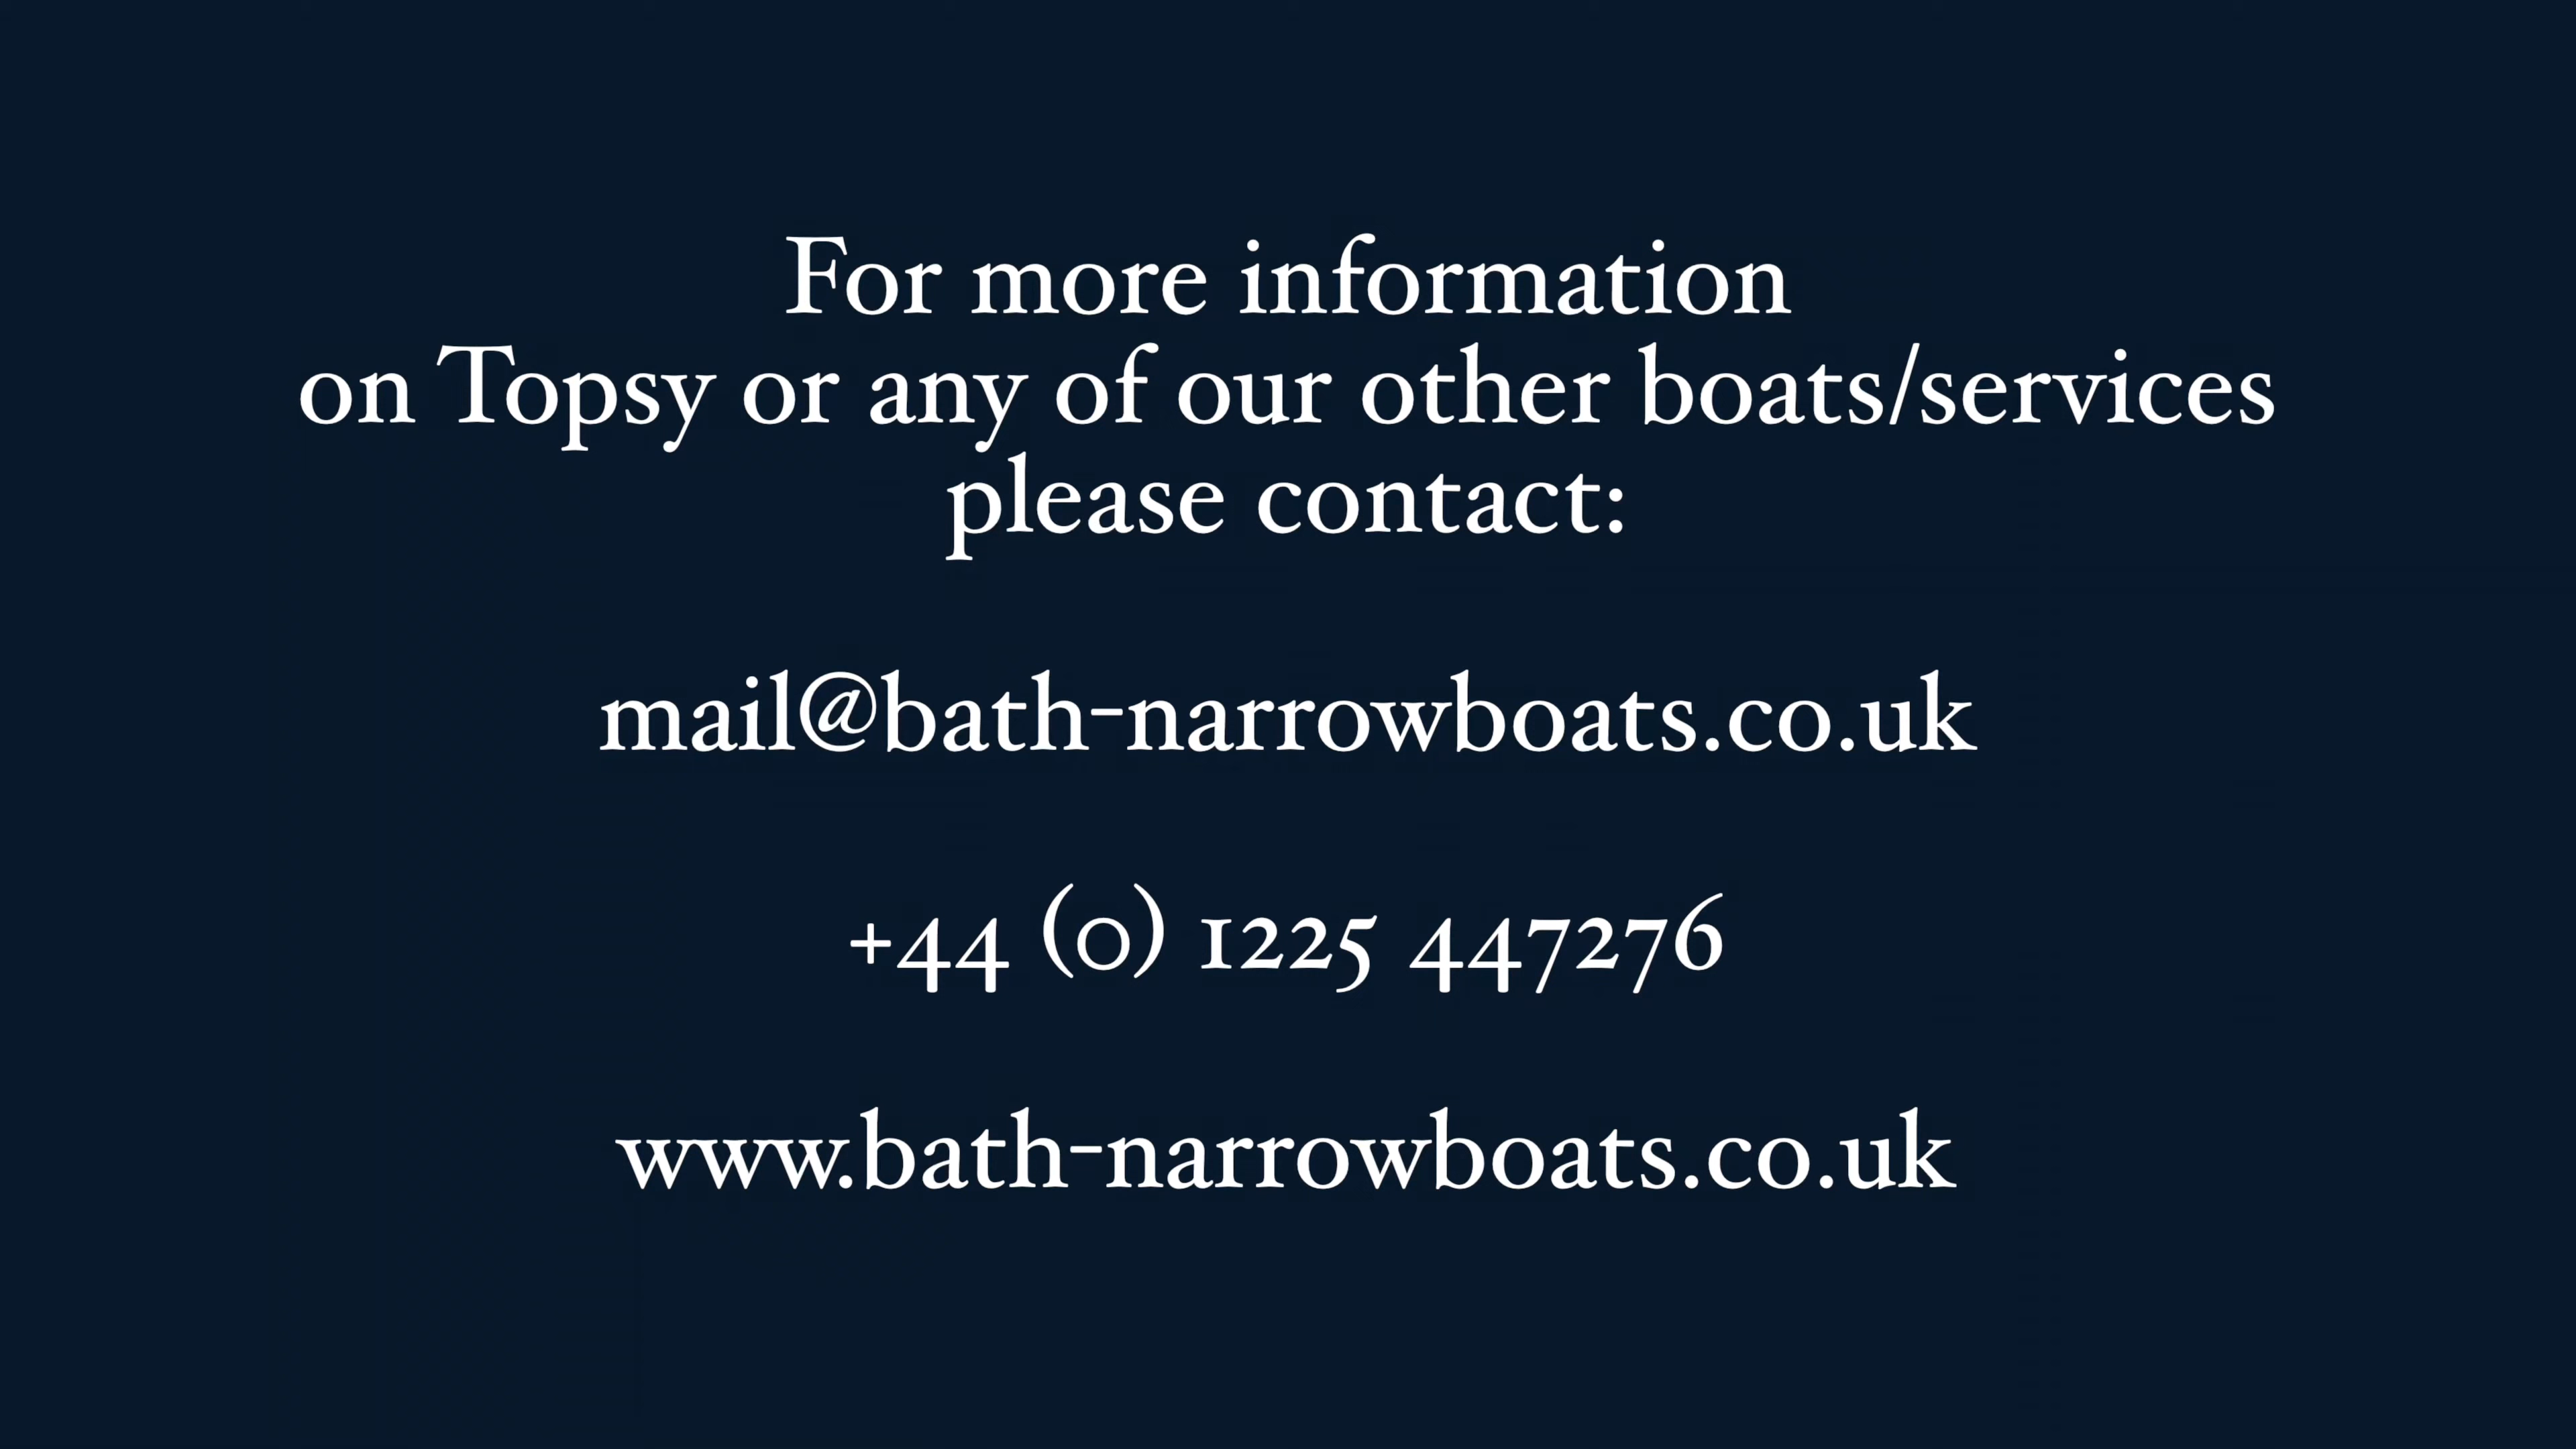 For more information
on Topsy or any of our other boats/services
please contact:
mail@bath-narrowboats.co.uk
+44 (0) 1225 447276
www.bath-narrowboats.co.uk